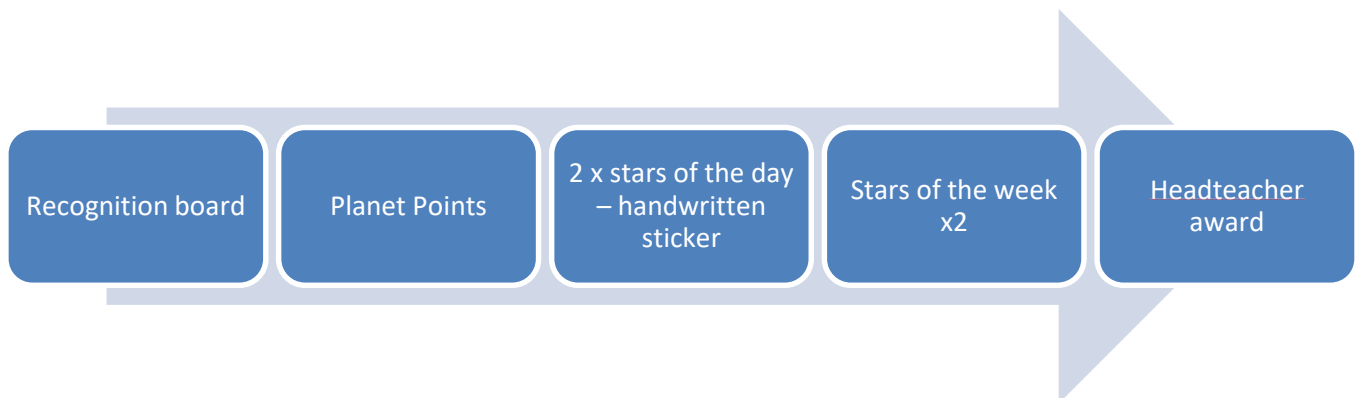 Recognition board
Planet Points
2 x stars of the day
– handwritten
sticker
Stars of the week
x2
Headteacher
award